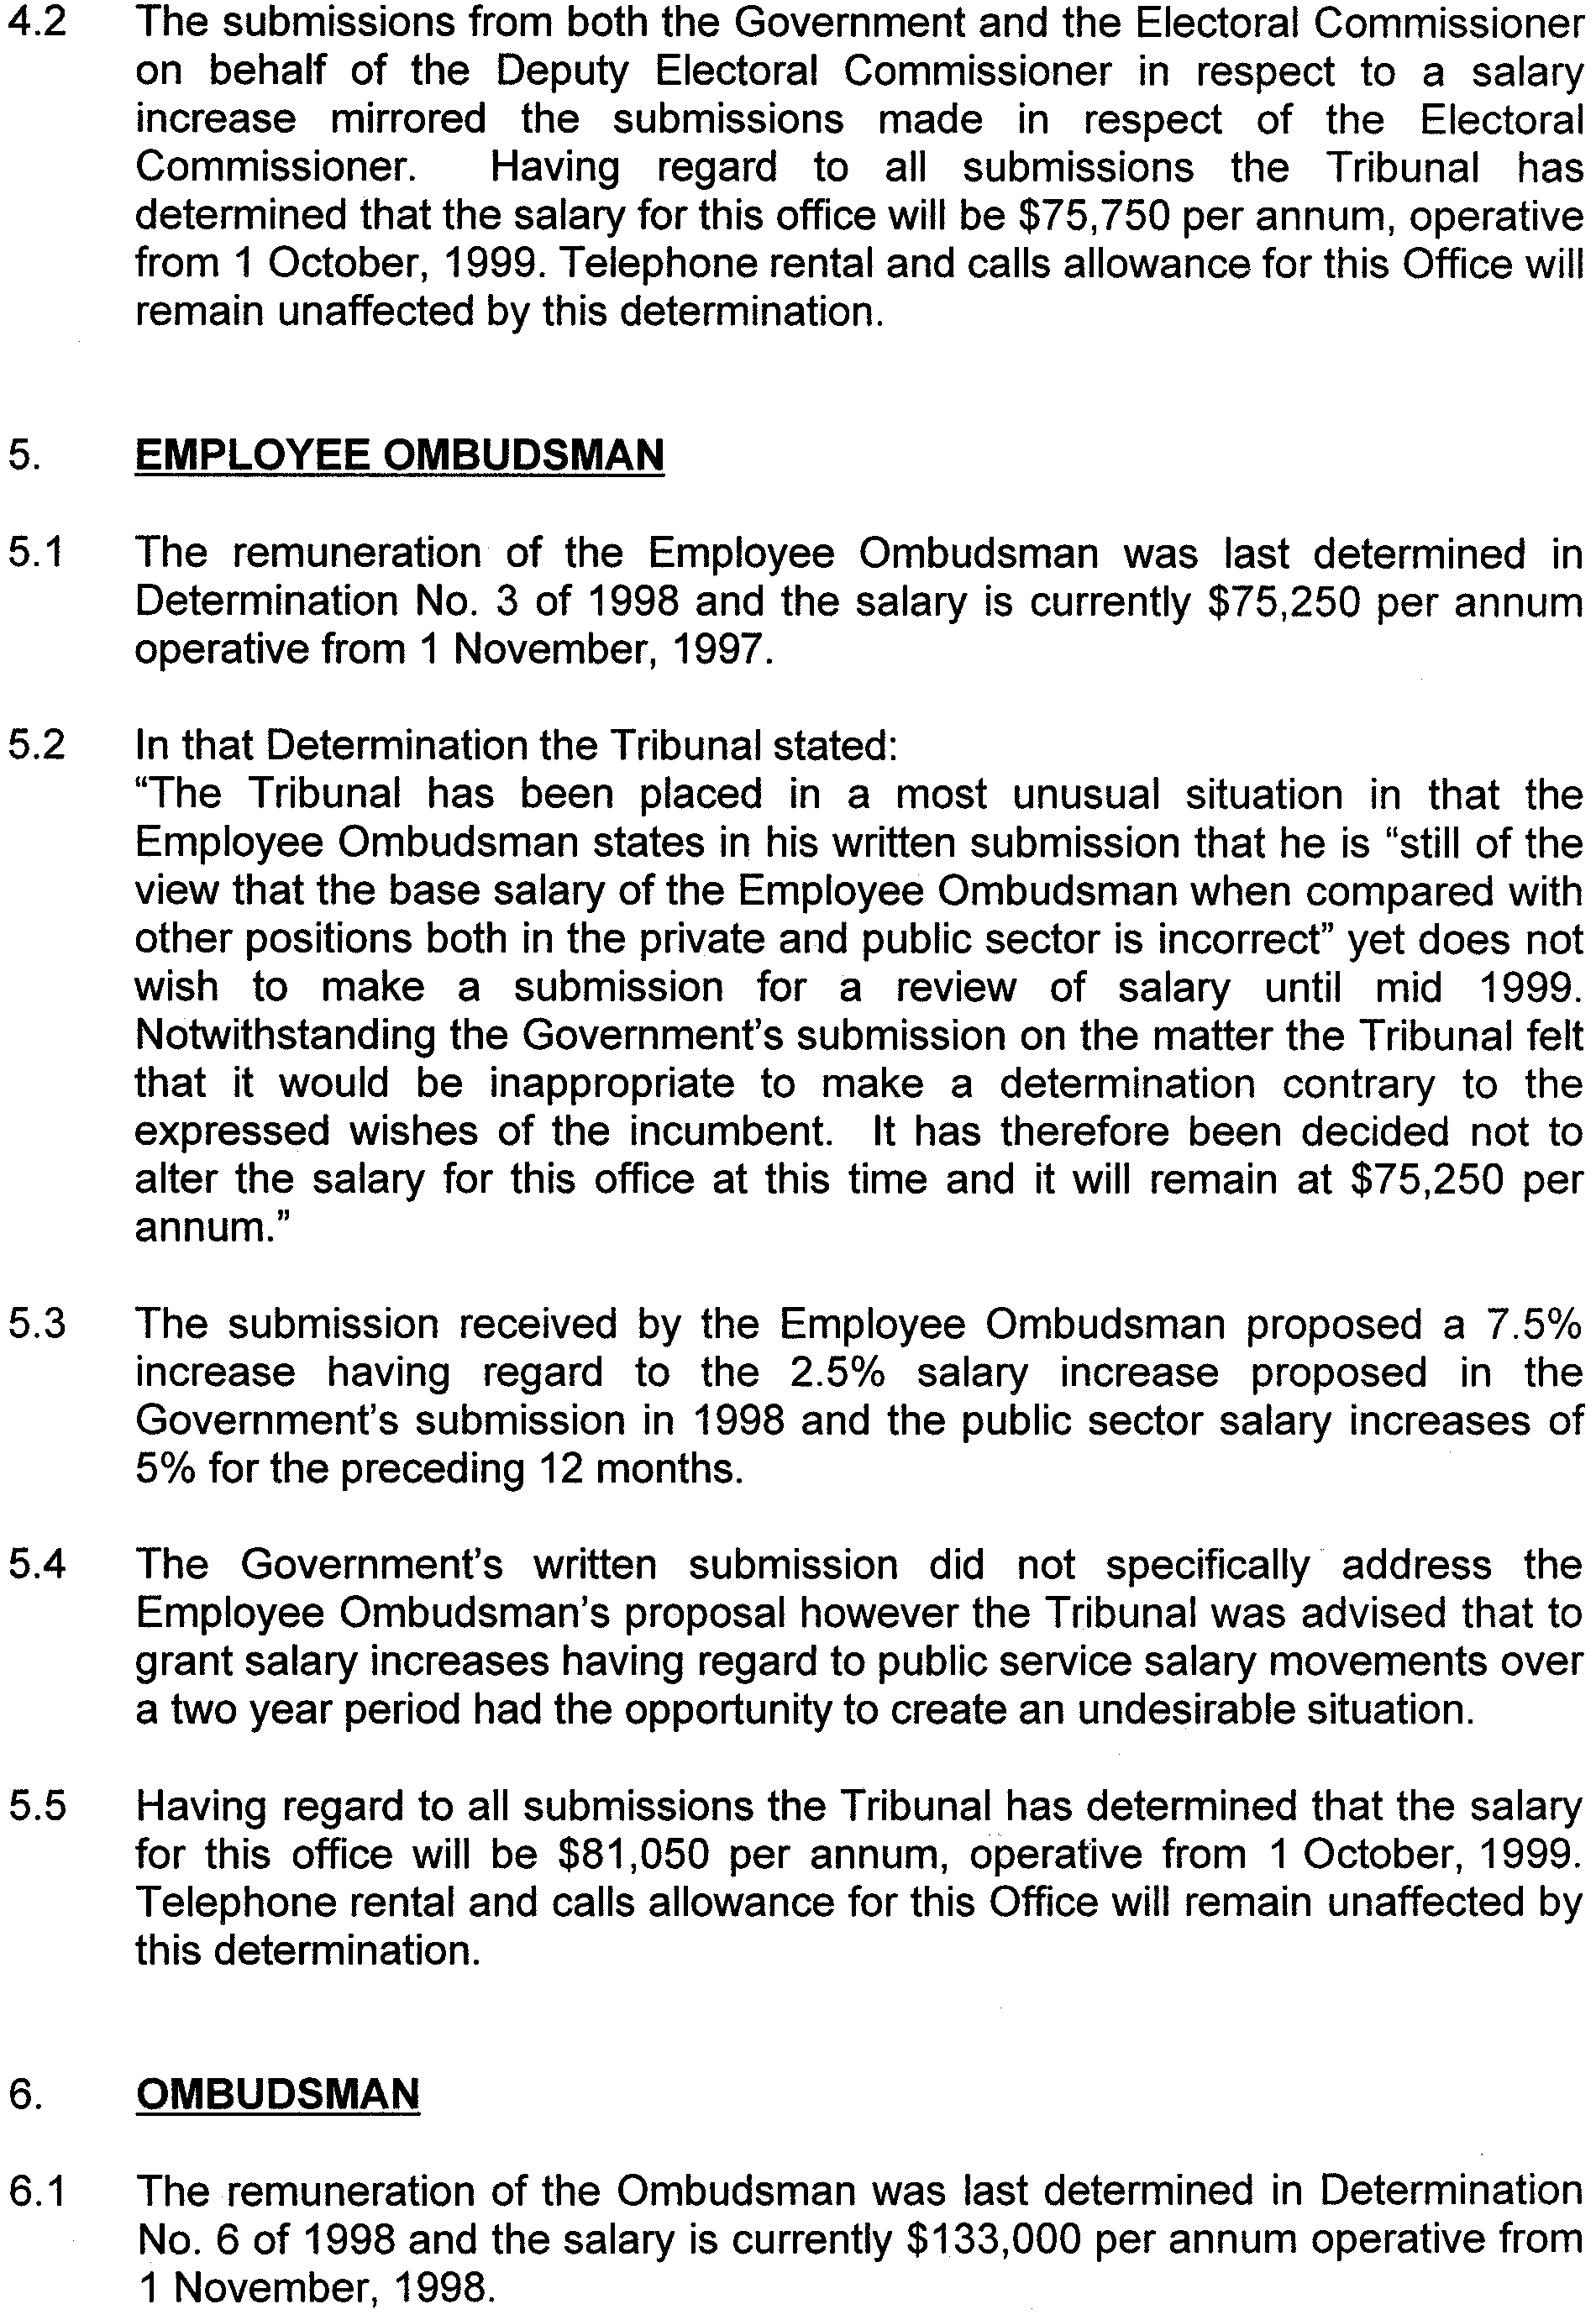 4.2 The submissions from both the Government and the Electoral Commissioner
on behalf of the Deputy Electoral Commissioner in respect to a salary
increase mirrored the submissions made in respect of the Electoral
Commissioner. Having regard to all submissions the Tribunal has
determined that the salary for this office will be $75,750 per annum, operative
from 1 October, 1999. Telephone rental and calls allowance for this Office will
remain unaffected by this determination.
5. EMPLOYEE OMBUDSMAN
5.1 The remuneration of the Employee Ombudsman was last determined in
Determination No. 3 of 1998 and the salary is currently $75,250 per annum
operative from 1 November, 1997.
5.2 In that Determination the Tribunal stated:
“The Tribunal has been placed in a most unusual situation in that the
Employee Ombudsman states in his written submission that he is “still of the
view that the base salary of the Employee Ombudsman when compared with
other positions both in the private and public sector is incorrect” yet does not
wish to make a submission for a review of salary until mid 1999.
Notwithstanding the Government’s submission on the matter the Tribunal felt
that it would be inappropriate to make a determination contrary to the
expressed wishes of the incumbent. It has therefore been decided not to
alter the salary for this office at this time and it will remain at $75,250 per
annum.”
5.3 The submission received by the Employee Ombudsman proposed a 7.5%
increase having regard to the 2.5% salary increase proposed in the
Government’s submission in 1998 and the public sector salary increases of
5% for the preceding 12 months.
5.4 The Government’s written submission did not specifically address the
Employee Ombudsman’s proposal however the Tribunal was advised that to
grant salary increases having regard to public service salary movements over
a two year period had the opportunity to create an undesirable situation.
5.5 Having regard to all submissions the Tribunal has determined that the salary
for this office will be $81,050 per annum, operative from 1 October, 1999.
Telephone rental and calls allowance for this Office will remain unaffected by
this determination.
6. OMBUDSMAN
6.1 The remuneration of the Ombudsman was last determined in Determination
No. 6 of 1998 and the salary is currently $133,000 per annum operative from
1 November, 1998.